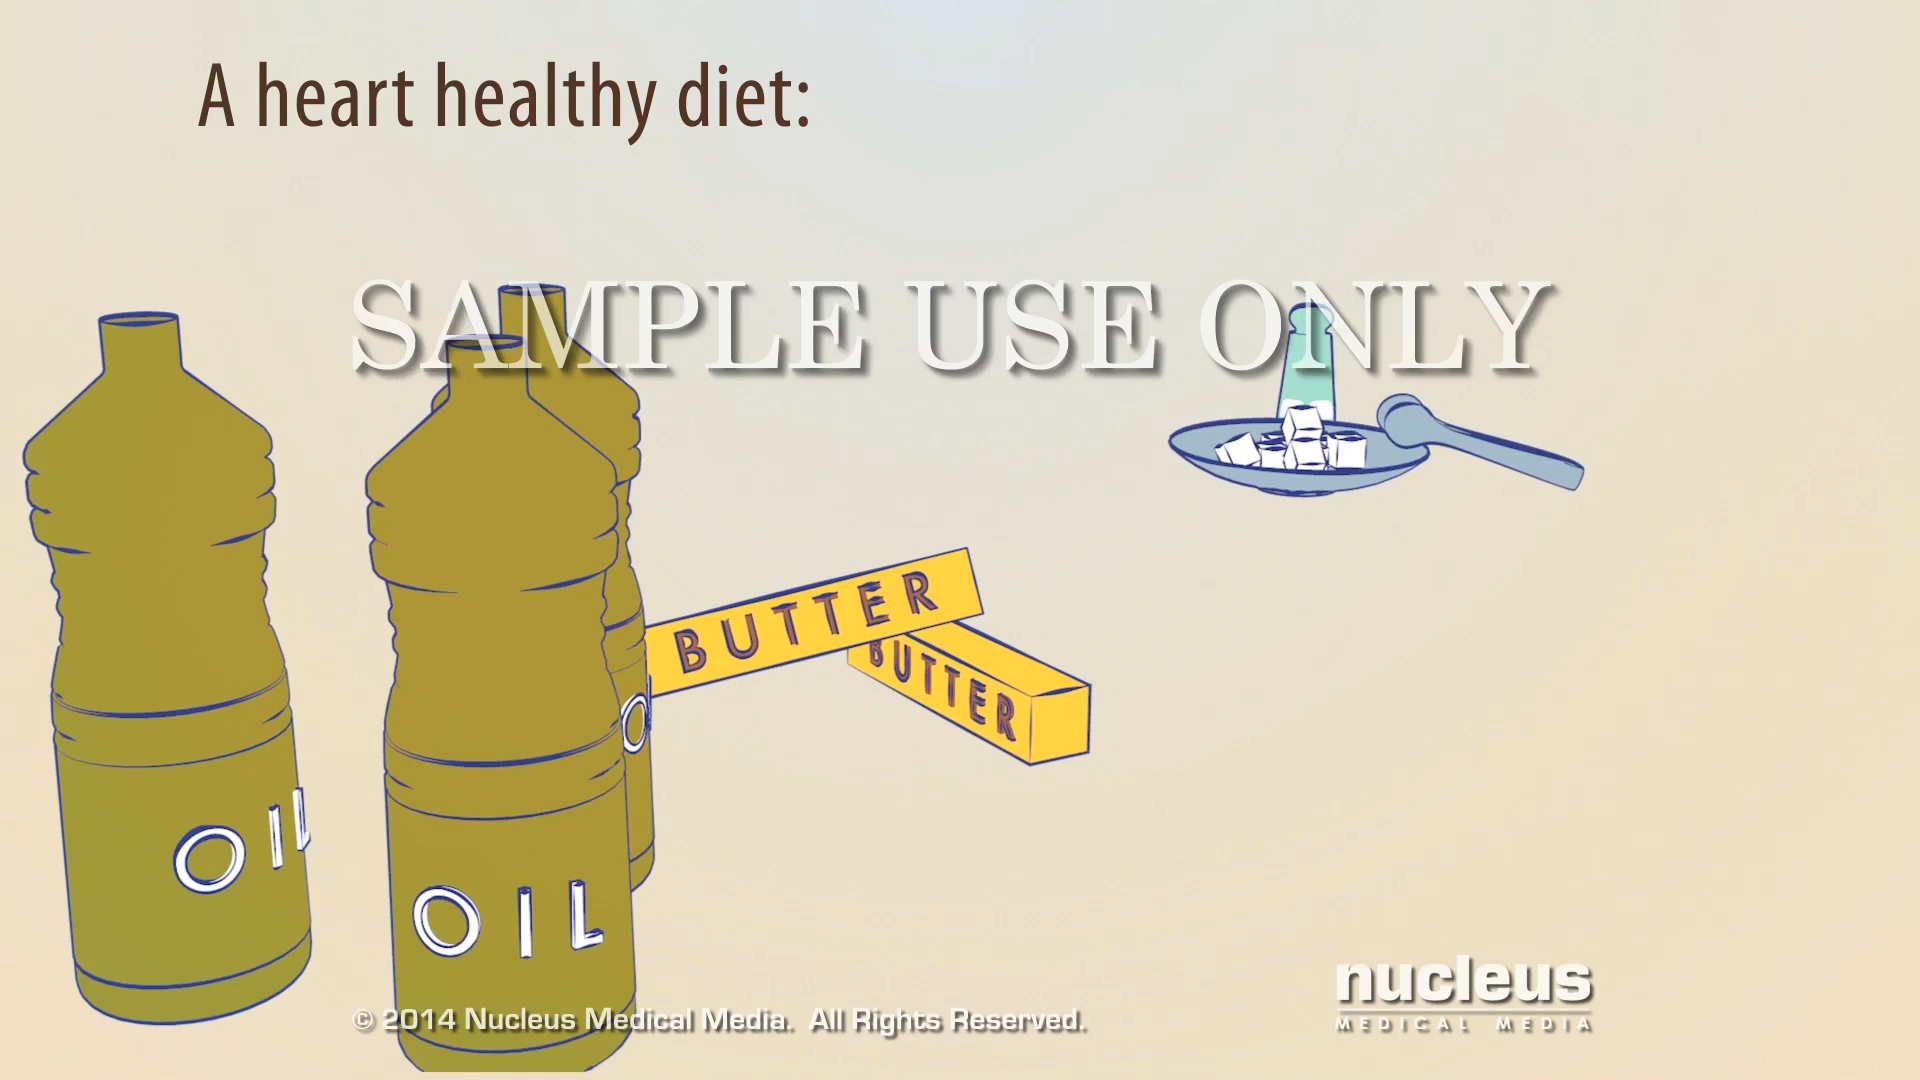 A heart healthy diet:
SAMPLE USE ONLY
BUTTER
BUTTER
OIL
OIL
O
© 2014 Nucleus Medical Media. All Rights Reserved.
nucleus
MEDICAL MEDIA